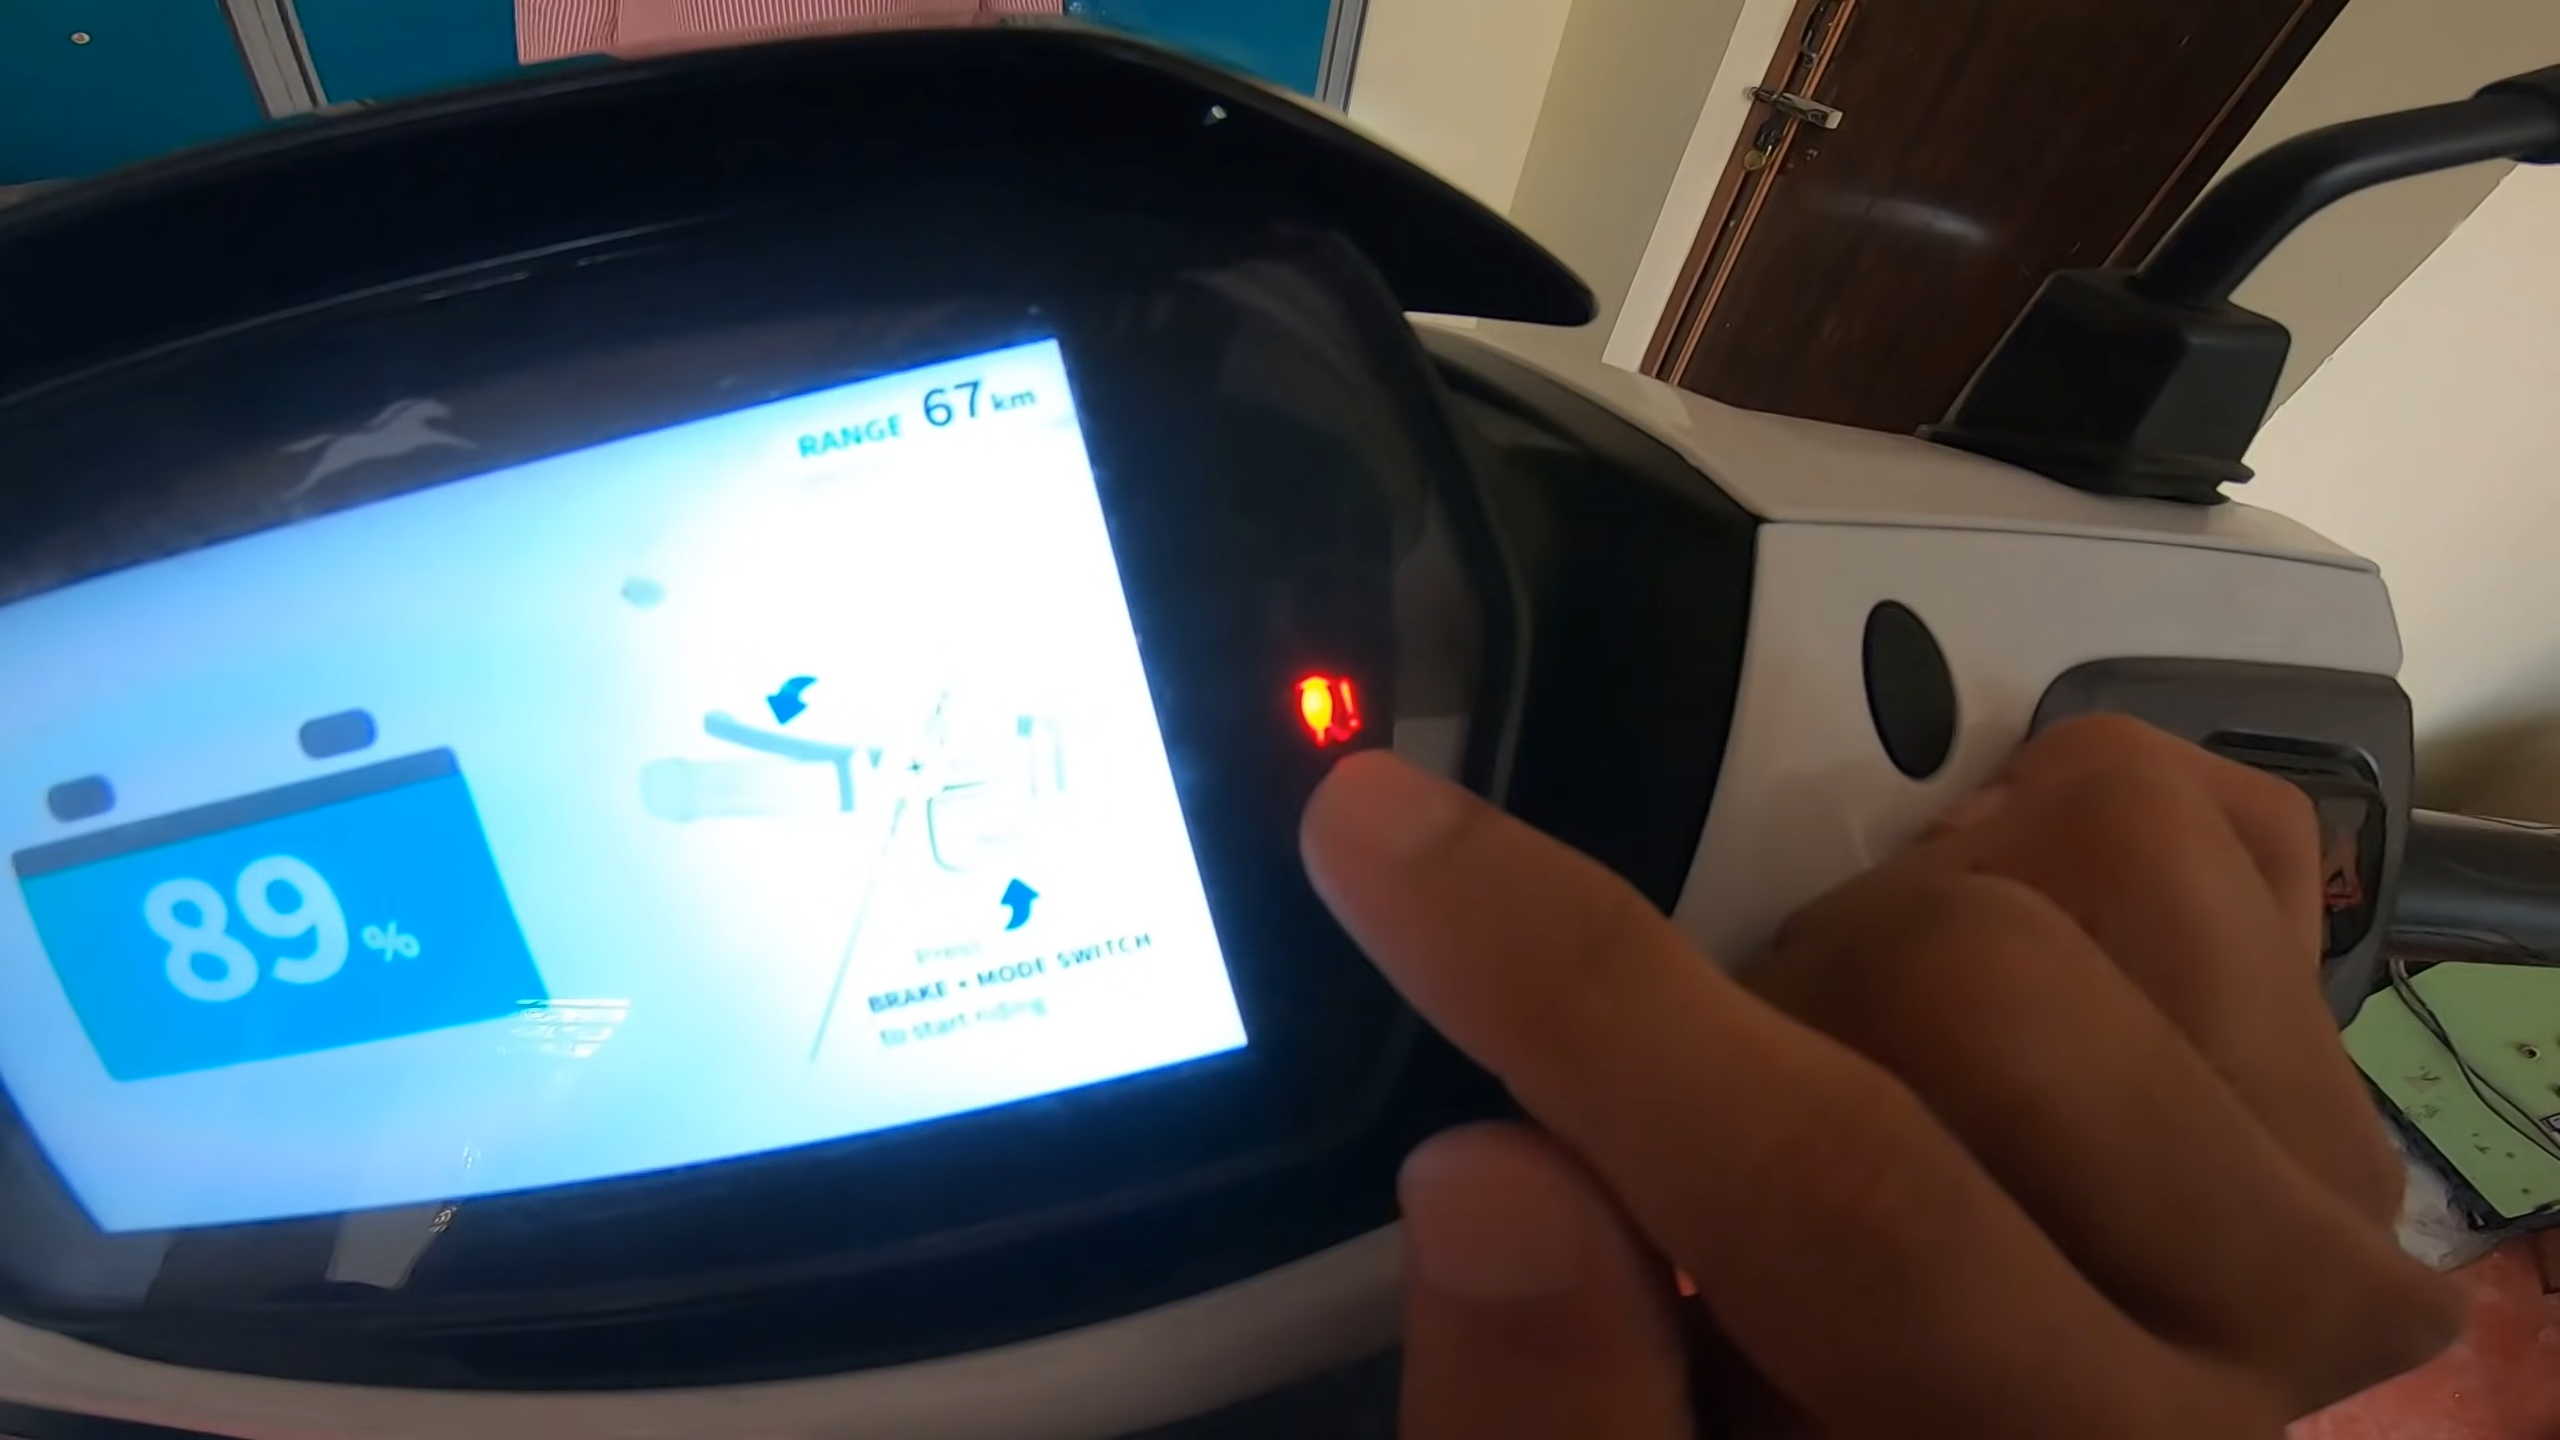 RANGE 67 km
89 %
Press
BRAKE + MODE SWITCH
to start riding